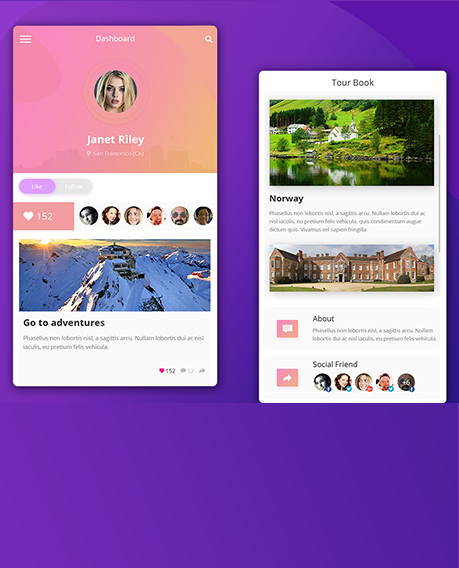 Dashboard
Janet Riley
San Francisco (CA)
Like
Follow
152
Go to adventures
Phasellus non lobortis nisl, a sagittis arcu. Nullam lobortis dui ac nisl
iaculis, eu pretium felis vehicula.
152
52
Tour Book
Norway
Phasellus non lobortis nisl, a sagittis arcu. Nullam lobortis dui ac
nisl iaculis, eu pretium felis vehicula. quis condimentum augue
dictum quis. Vivamus vel sapien fringilla
About
Phasellus non lobortis nisl, a sagittis arcu. Nullam lobortis dui ac
nisl iaculis, eu pretium felis vehicula.
Social Friend
+6